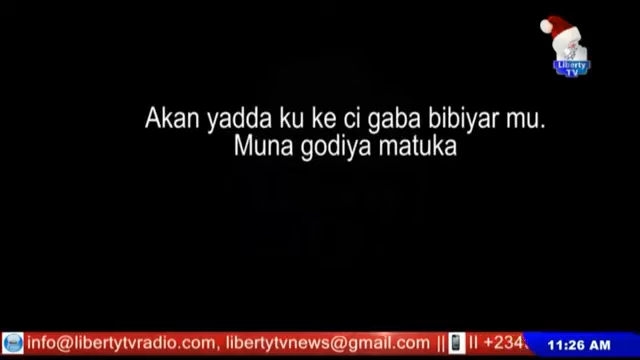 Liberty
TV
Akan yadda ku ke ci gaba bibiyar mu.
Muna godiya matuka
info@libertytvradio.com, libertytvnews@gmail.com || || +234
11:26 AM